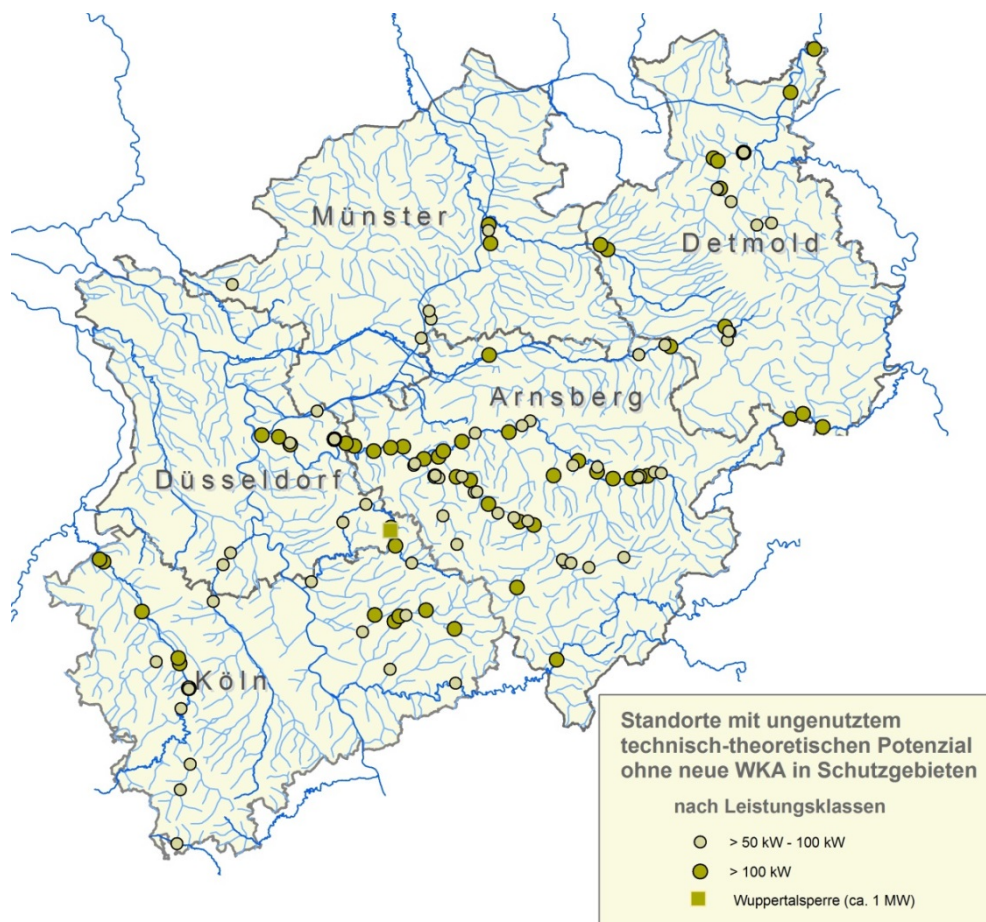 Münster
Detmold
Arnsberg
Düsseldorf
Köln
Standorte mit ungenutztem
technisch-theoretischen Potenzial
ohne neue WKA in Schutzgebieten
nach Leistungsklassen
> 50 kW - 100 kW
> 100 kW
Wuppertalsperre (ca. 1 MW)